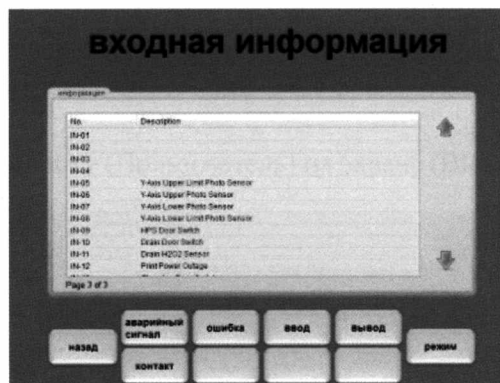 входная информация
информация
No. Description
IN-01
IN-02
IN-03
IN-04
IN-05 Y-Axis Upper Limit Photo Sensor
IN-06 Y-Axis Upper Photo Sensor
IN-07 Y-Axis Lower Photo Sensor
IN-08 Y-Axis Lower Limit Photo Sensor
IN-09 HPS Door Switch
IN-10 Drain Door Switch
IN-11 Drain H2O2 Sensor
IN-12 Print Power Outage
Page 3 of 3
назад
аварийный сигнал
ошибка
ввод
вывод
режим
контакт